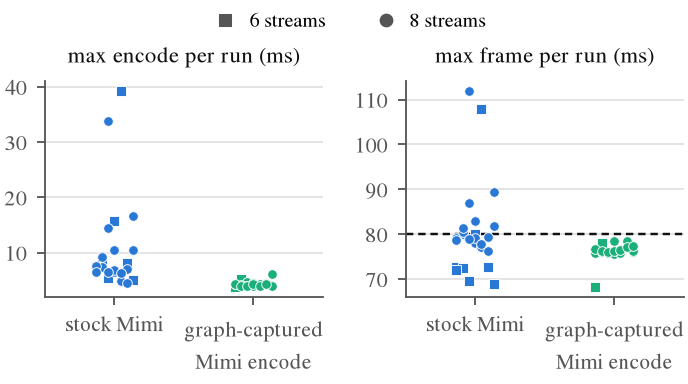 6 streams 8 streams
max encode per run (ms) max frame per run (ms)
40
30
20
10
110
100
90
80
70
stock Mimi
graph-captured
Mimi encode
stock Mimi
graph-captured
Mimi encode